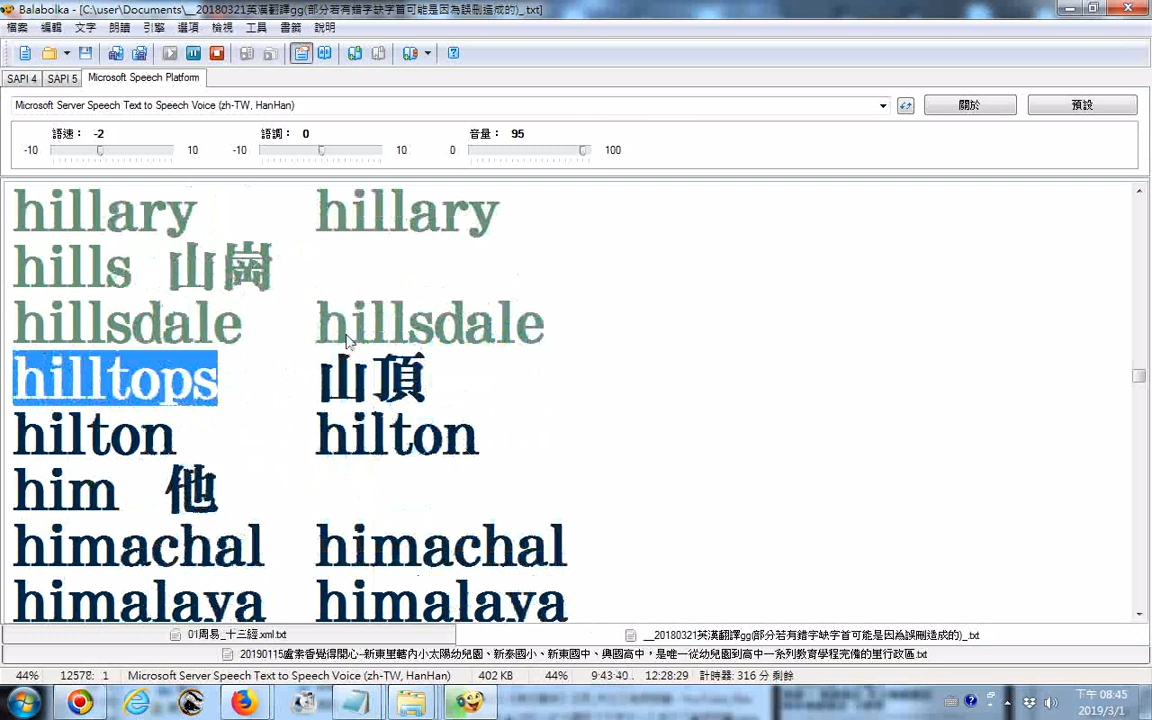 Balabolka - [C:\user\Documents\__20180321英漢翻譯gg(部分若有錯字缺字首可能是因為誤刪造成的)_.txt]
檔案 編輯 文字 朗讀 引擎 選項 檢視 工具 書籤 說明
SAPI 4 SAPI 5 Microsoft Speech Platform
Microsoft Server Speech Text to Speech Voice (zh-TW, HanHan) 關於 預設
語速： -2 語調： 0 音量： 95
-10 10 -10 10 0 100
hillary hillary
hills 山崗
hillsdale hillsdale
hilltops 山頂
hilton hilton
him 他
himachal himachal
himalaya himalaya
01周易_十三經.xml.txt __20180321英漢翻譯gg(部分若有錯字缺字首可能是因為誤刪造成的)_.txt
20190115盧素香覺得開心-新東里轄內小太陽幼兒園、新泰國小、新東國中、興國高中，是唯一從幼兒園到高中一系列教育學程完備的里行政區.txt
44% 12578: 1 Microsoft Server Speech Text to Speech Voice (zh-TW, HanHan) 402 KB 44% 9:43:40 12:28:29 計時器: 316 分 剩餘
下午 08:45
2019/3/1